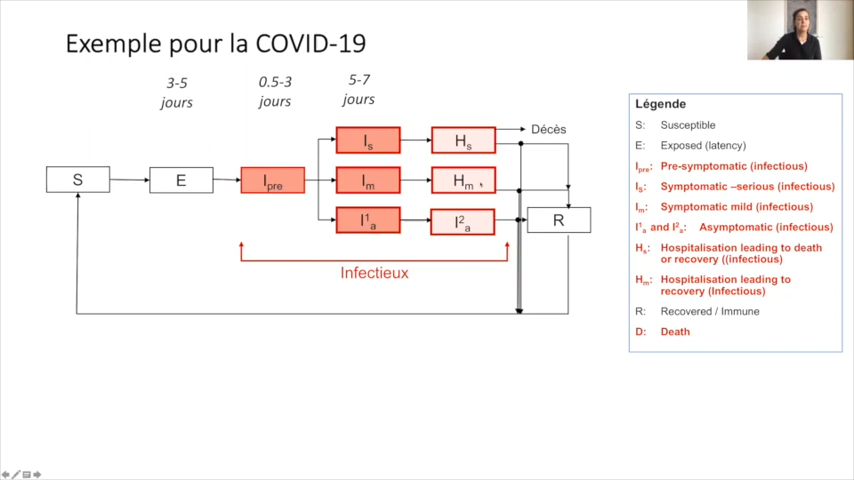 Exemple pour la COVID-19
3-5
jours
0.5-3
jours
5-7
jours
S
E
Ipre
Is
Im
I1a
Hs
Hm
I2a
Décès
R
Infectieux
Légende
S: Susceptible
E: Exposed (latency)
Ipre: Pre-symptomatic (infectious)
IS: Symptomatic –serious (infectious)
Im: Symptomatic mild (infectious)
I1a and I2a: Asymptomatic (infectious)
Hs: Hospitalisation leading to death
or recovery ((infectious)
Hm: Hospitalisation leading to
recovery (Infectious)
R: Recovered / Immune
D: Death